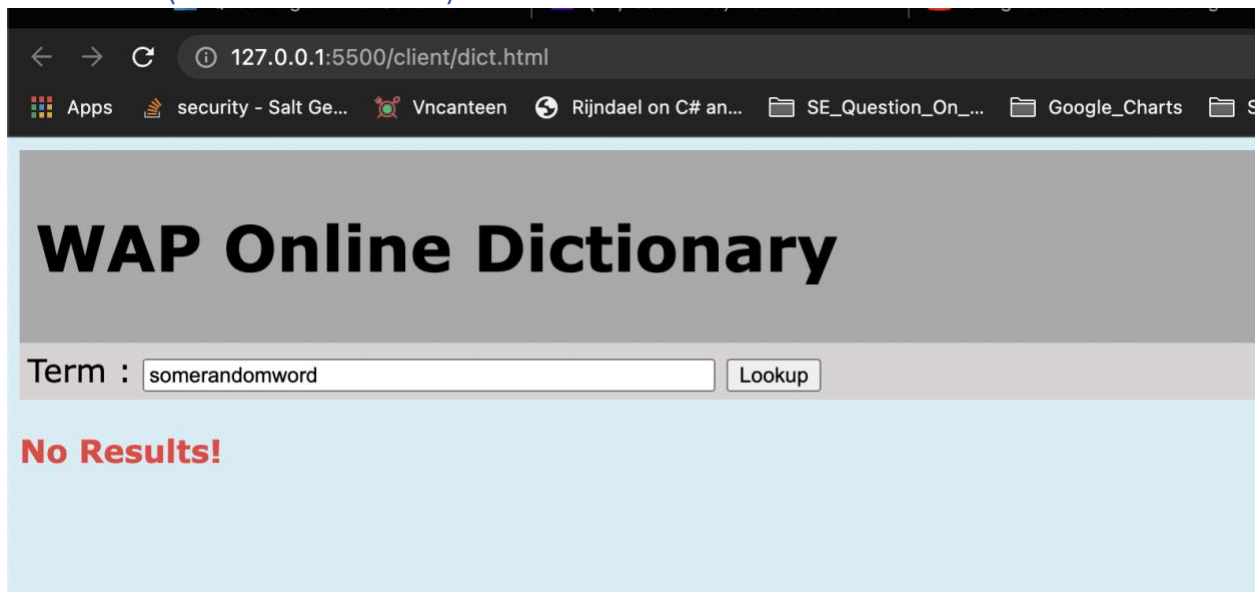 127.0.0.1:5500/client/dict.html
Apps security - Salt Ge... Vncanteen Rijndael on C# an... SE_Question_On_... Google_Charts S
WAP Online Dictionary
Term : somerandomword Lookup
No Results!